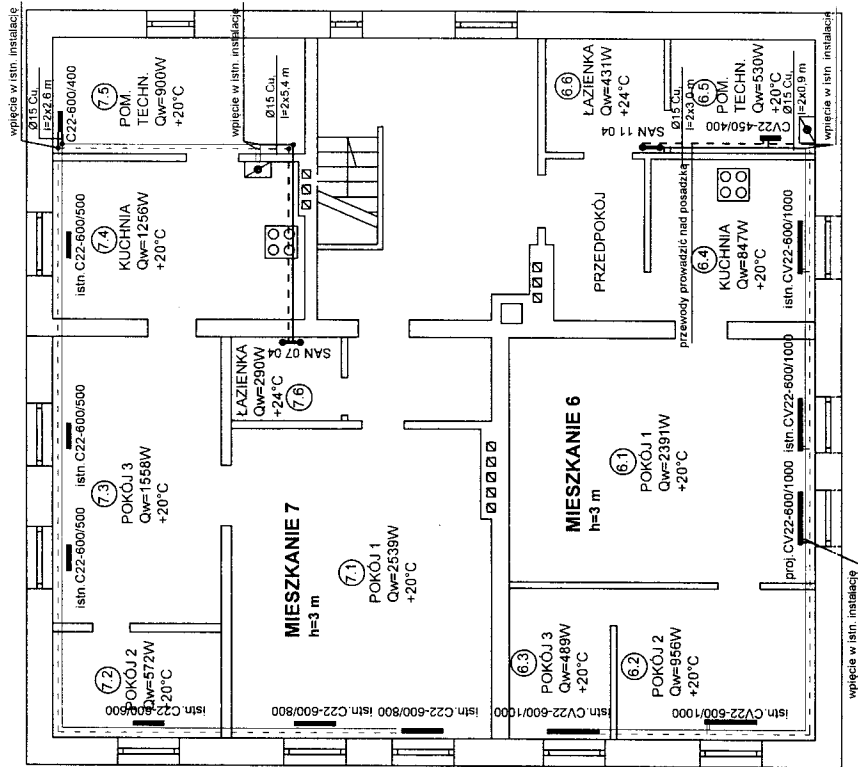 wpięcie w istn. instalację
Ø15 Cu,
l=2x2,6 m
C22-600/400
7.5
POM.
TECHN.
Qw=900W
+20°C
wpięcie w istn. instalację
Ø15 Cu,
l=2x5,4 m
6.6
ŁAZIENKA
Qw=431W
+24°C
6.5
POM.
TECHN.
Qw=530W
+20°C
Ø15 Cu,
l=2x3,0 m
Ø15 Cu,
l=2x0,9 m
CV22-450/400
SAN 11 04
wpięcie w istn. instalację
istn.C22-600/500
7.4
KUCHNIA
Qw=1256W
+20°C
PRZEDPOKÓJ
przewody prowadzić nad posadzką
6.4
KUCHNIA
Qw=847W
+20°C
istn.CV22-600/1000
SAN 07 04
ŁAZIENKA
Qw=290W
+24°C
7.6
istn.C22-600/500
7.3
POKÓJ 3
Qw=1558W
+20°C
istn.C22-600/500
MIESZKANIE 7
h=3 m
7.1
POKÓJ 1
Qw=2539W
+20°C
MIESZKANIE 6
h=3 m
6.1
POKÓJ 1
Qw=2391W
+20°C
istn.CV22-600/1000
proj.CV22-600/1000
wpięcie w istn. instalację
7.2
POKÓJ 2
Qw=572W
+20°C
6.3
POKÓJ 3
Qw=489W
+20°C
6.2
POKÓJ 2
Qw=956W
+20°C
istn.C22-600/600
istn.C22-600/800
istn.C22-600/800
istn.CV22-600/1000
istn.CV22-600/1000